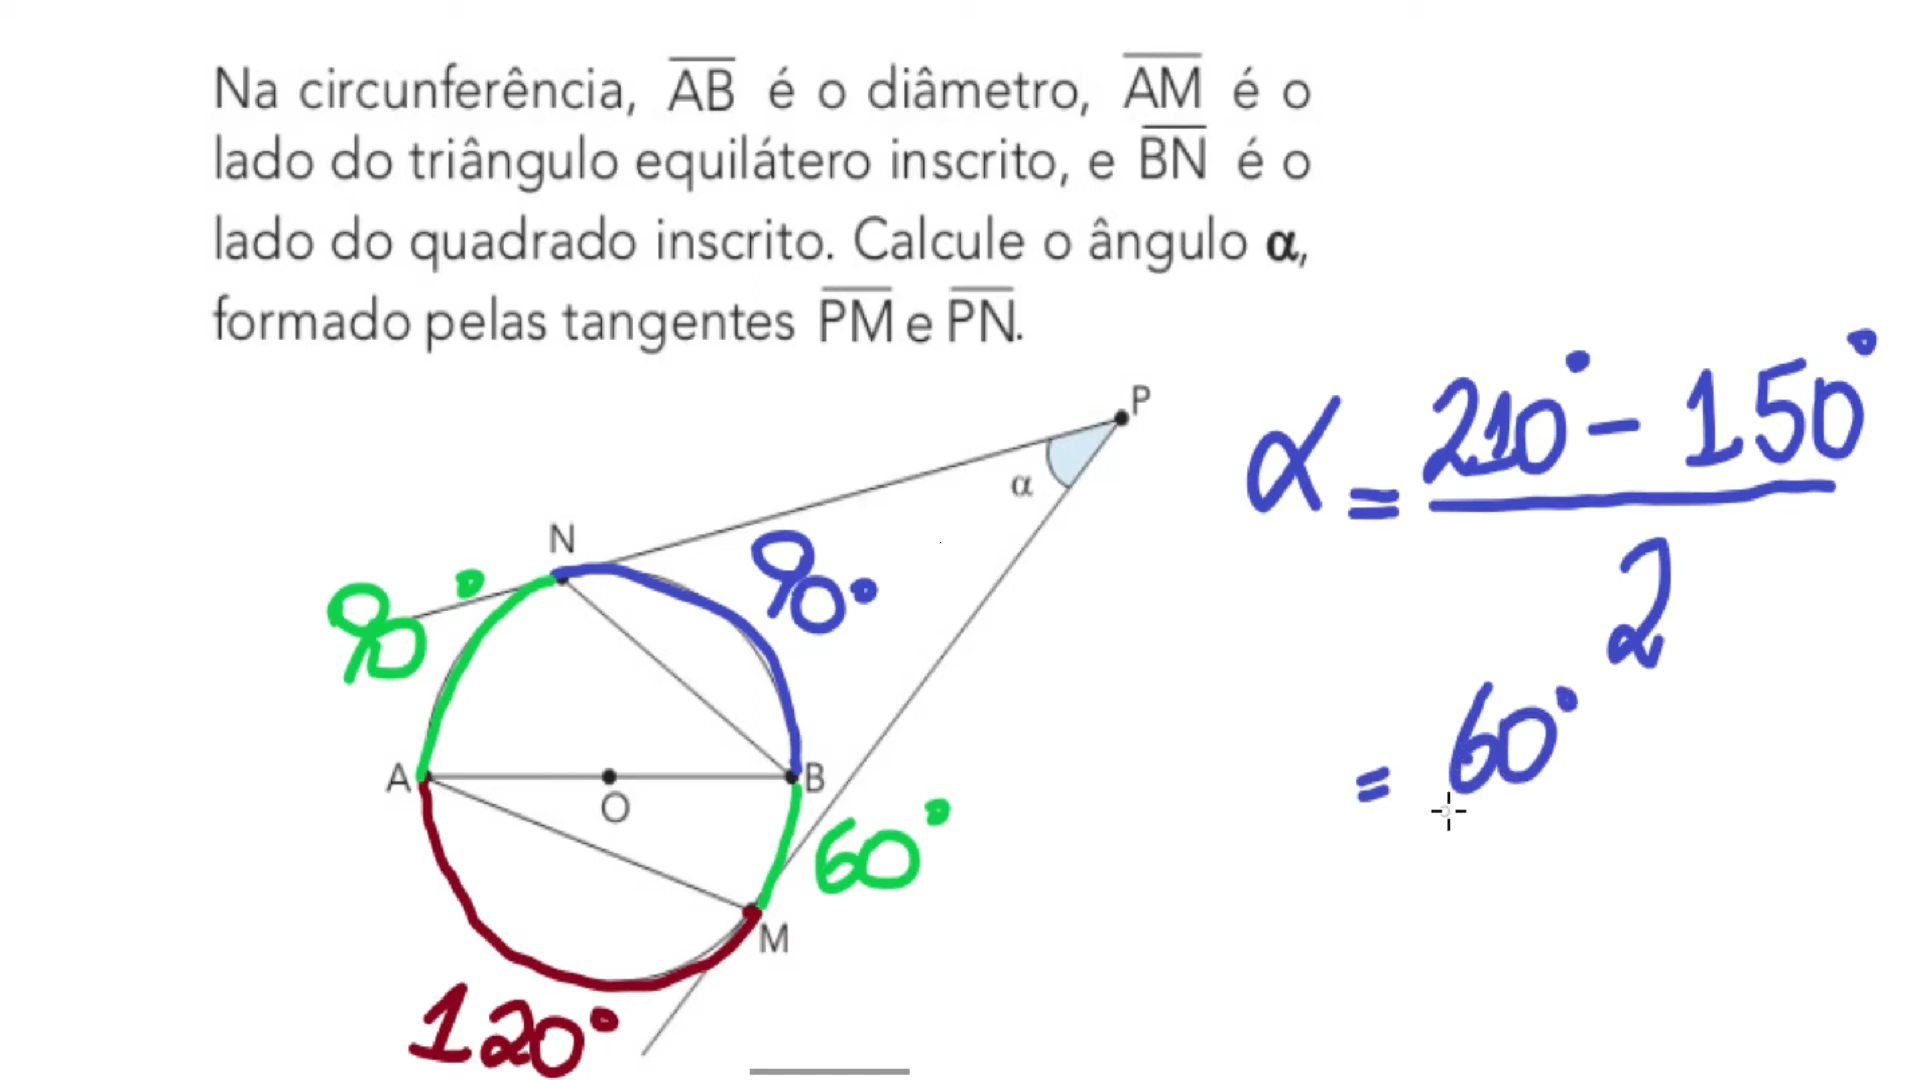 Na circunferência, AB é o diâmetro, AM é o
lado do triângulo equilátero inscrito, e BN é o
lado do quadrado inscrito. Calcule o ângulo α,
formado pelas tangentes PM e PN.
P
α
α = 210° - 150°
2
= 60°
N
90°
90°
A
O
B
60°
M
120°